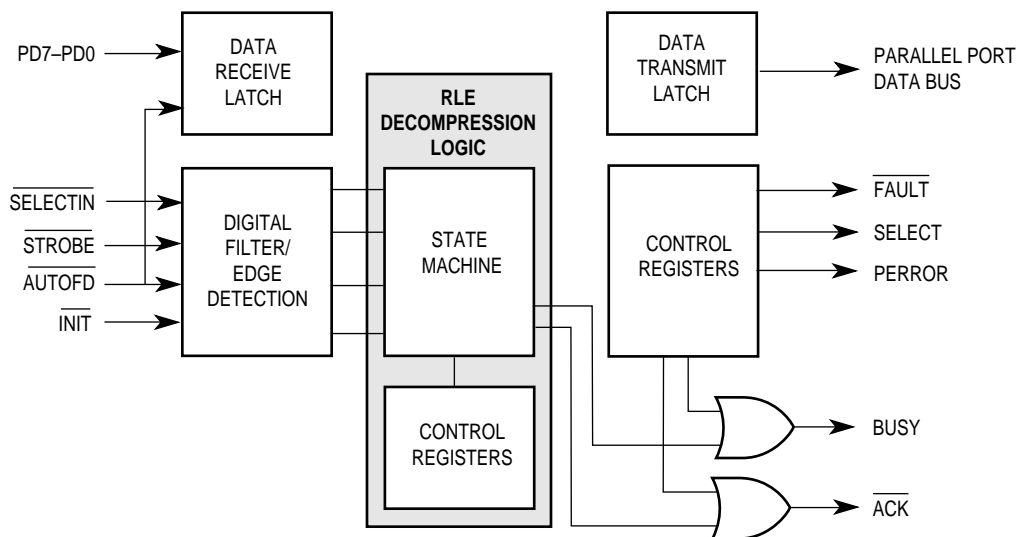 PD7–PD0
DATA
RECEIVE
LATCH
RLE
DECOMPRESSION
LOGIC
DATA
TRANSMIT
LATCH
PARALLEL PORT
DATA BUS
SELECTIN
STROBE
AUTOFD
INIT
DIGITAL
FILTER/
EDGE
DETECTION
STATE
MACHINE
CONTROL
REGISTERS
CONTROL
REGISTERS
FAULT
SELECT
PERROR
BUSY
ACK